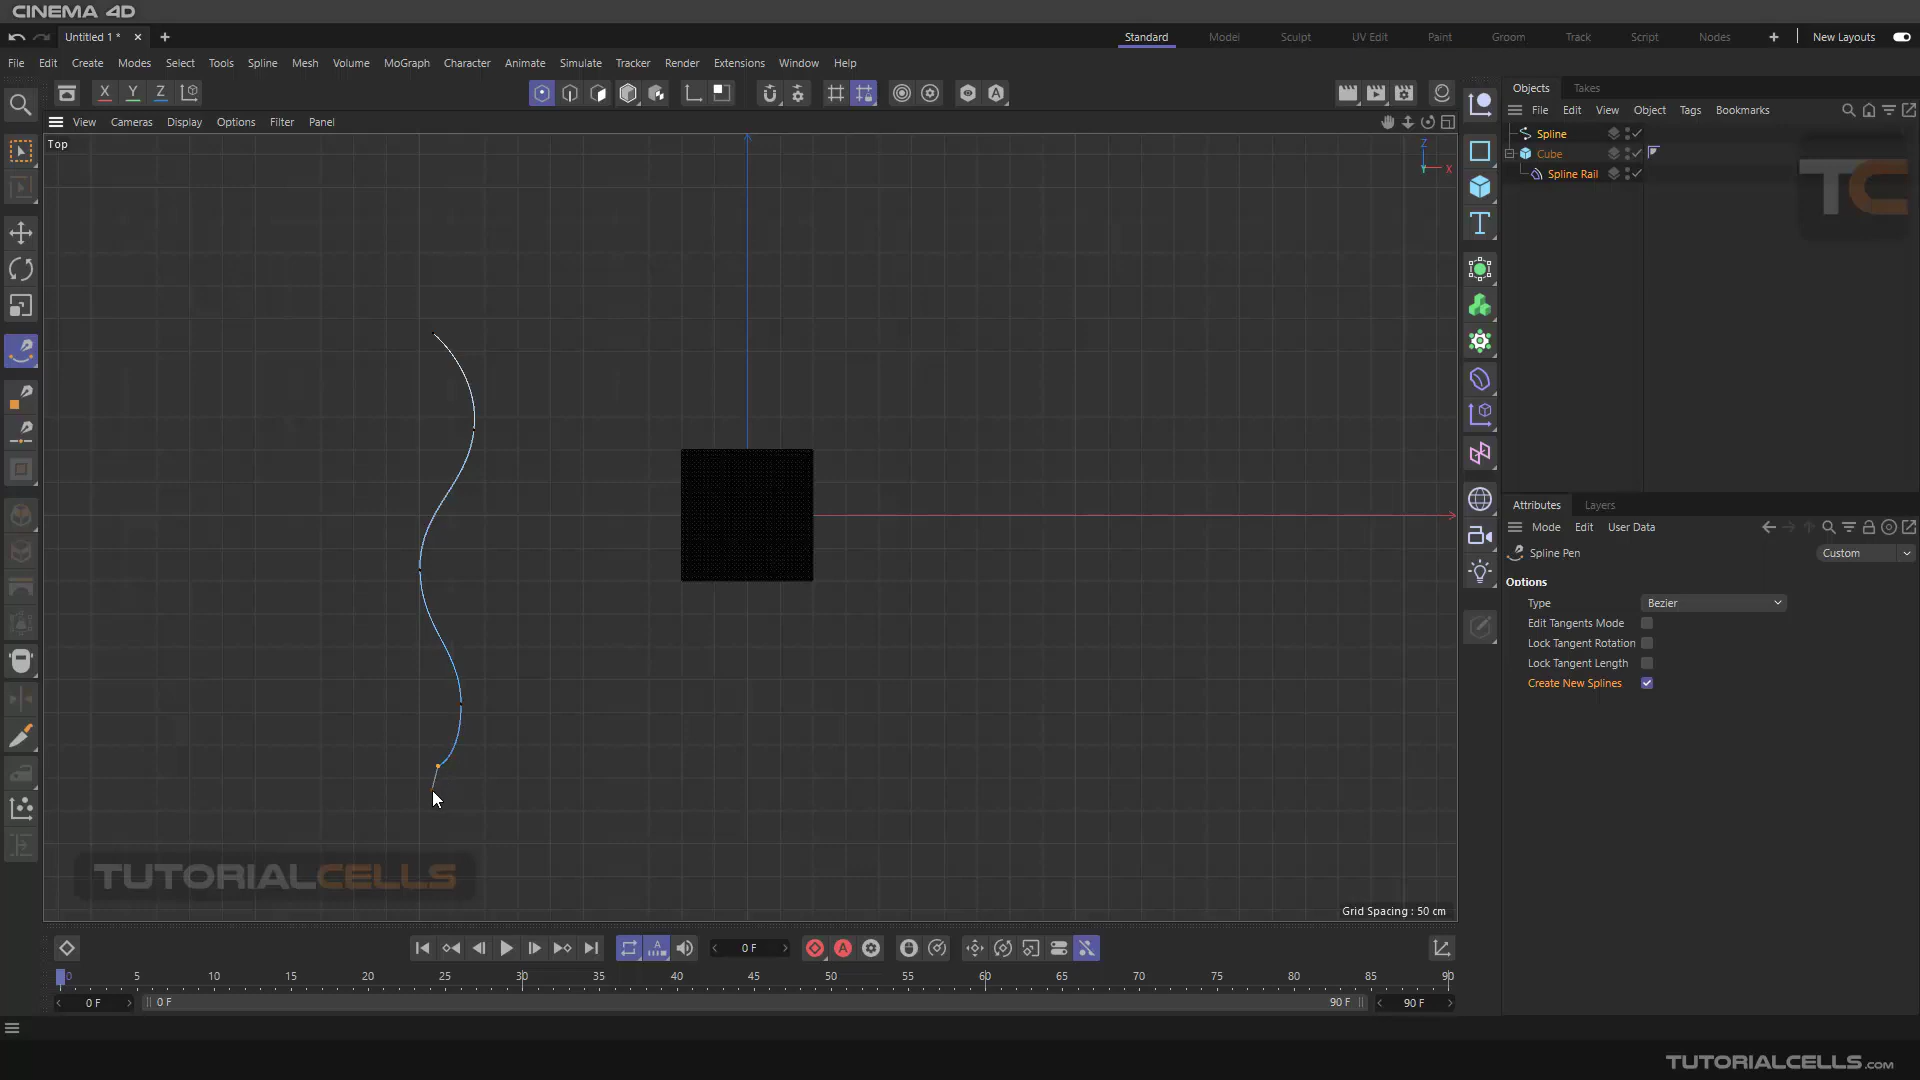 CINEMA 4D
Untitled 1 *
Standard
Model
Sculpt
UV Edit
Paint
Groom
Track
Script
Nodes
New Layouts
File Edit Create Modes Select Tools Spline Mesh Volume MoGraph Character Animate Simulate Tracker Render Extensions Window Help
X Y Z
Objects Takes
File Edit View Object Tags Bookmarks
View Cameras Display Options Filter Panel
Top
Z
Y X
Spline
Cube
Spline Rail
TC
Attributes Layers
Mode Edit User Data
Spline Pen
Custom
Options
Type Bezier
Edit Tangents Mode
Lock Tangent Rotation
Lock Tangent Length
Create New Splines
TUTORIALCELLS
Grid Spacing : 50 cm
0 F
0 5 10 15 20 25 30 35 40 45 50 55 60 65 70 75 80 85 90
0 F 0 F 90 F 90 F
TUTORIALCELLS.com